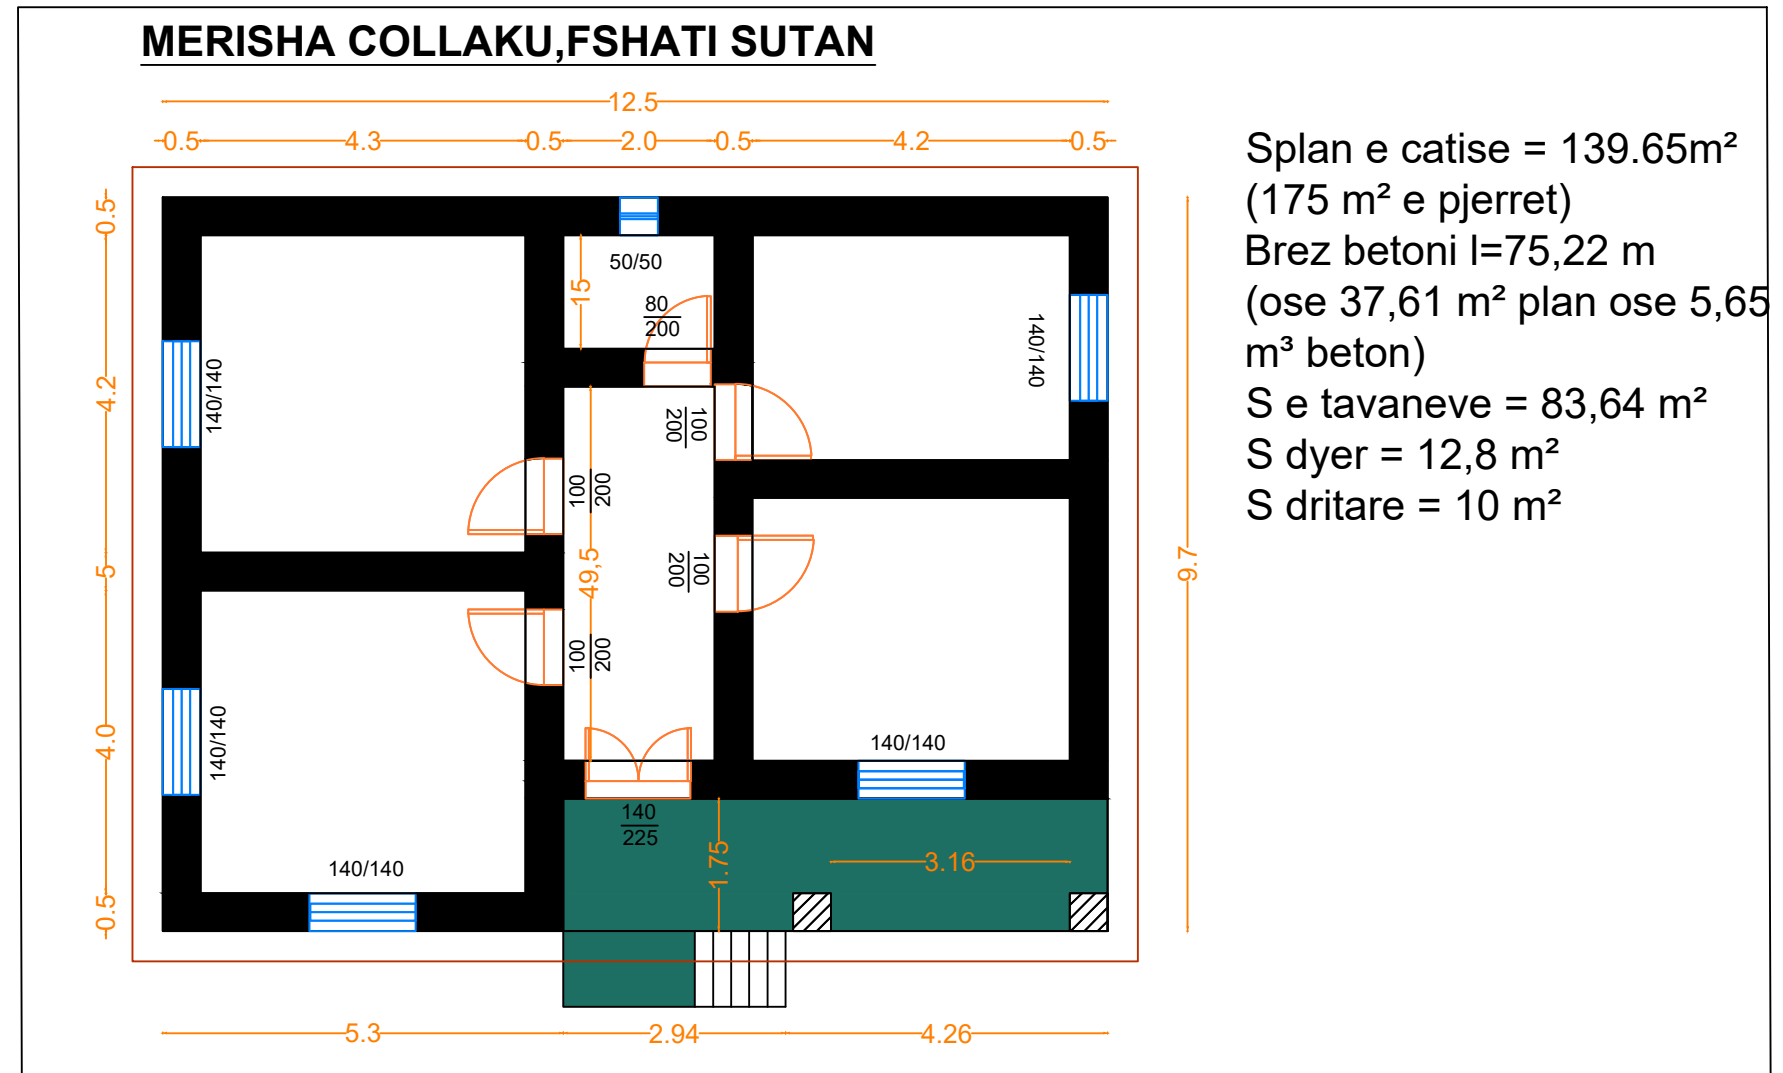 MERISHA COLLAKU,FSHATI SUTAN
12.5
0.5 4.3 0.5 2.0 0.5 4.2 0.5
Splan e catise = 139.65m²
(175 m² e pjerret)
Brez betoni l=75,22 m
(ose 37,61 m² plan ose 5,65
m³ beton)
S e tavaneve = 83,64 m²
S dyer = 12,8 m²
S dritare = 10 m²
0.5
4.2
5
4.0
0.5
50/50
15
80
200
140/140
140/140
100
200
100
200
49,5
100
200
100
200
9.7
140/140
140/140
140/140
140
225
1.75
3.16
5.3 2.94 4.26